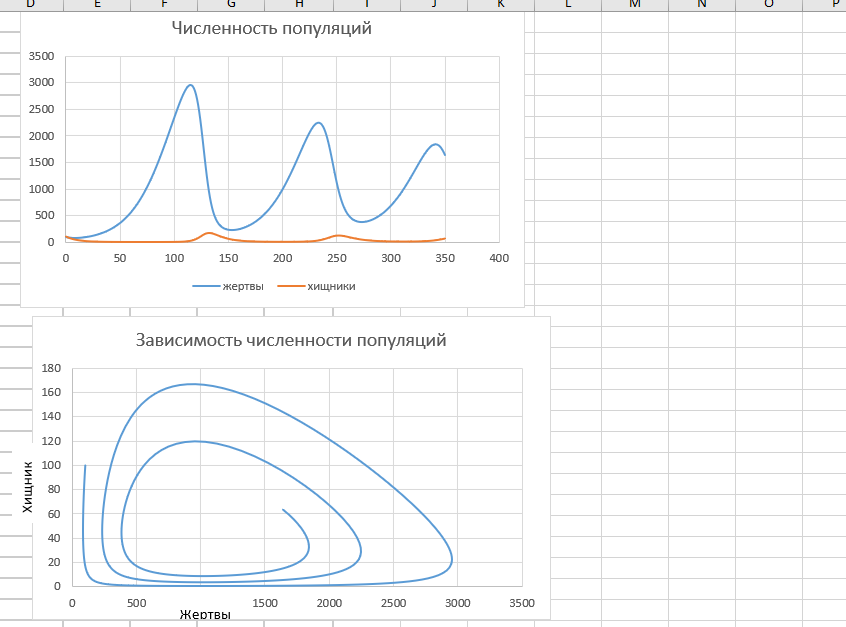 D E F G H I J K L M N O P
Численность популяций
3500
3000
2500
2000
1500
1000
500
0
0 50 100 150 200 250 300 350 400
жертвы хищники
Зависимость численности популяций
180
160
140
120
100
80
60
40
20
0
Хищник
0 500 1500 2000 2500 3000 3500
Жертвы